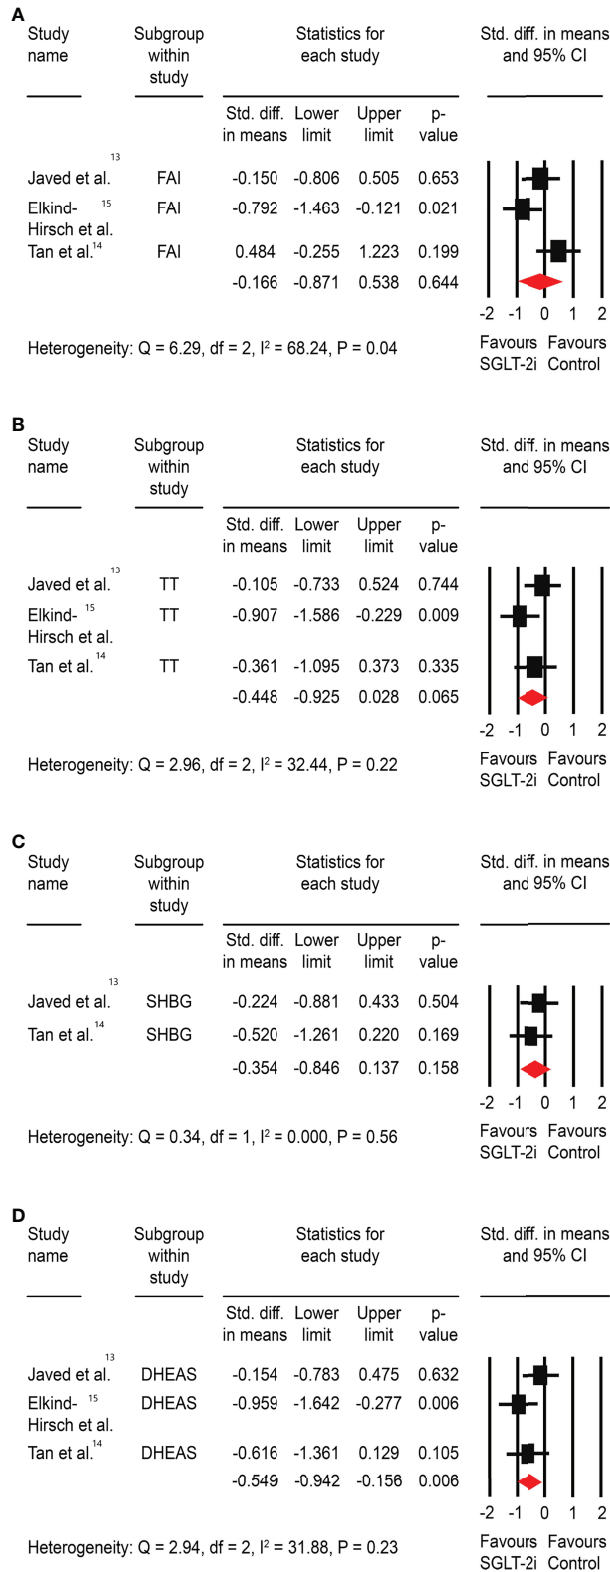 A
Study name Subgroup within study Statistics for each study Std. diff. in means and 95% CI
Std. diff. in means Lower limit Upper limit p-value
Javed et al.13 FAI -0.150 -0.806 0.505 0.653
Elkind-Hirsch et al.15 FAI -0.792 -1.463 -0.121 0.021
Tan et al.14 FAI 0.484 -0.255 1.223 0.199
-0.166 -0.871 0.538 0.644
-2 -1 0 1 2
Favours SGLT-2i Favours Control
Heterogeneity: Q = 6.29, df = 2, I2 = 68.24, P = 0.04
B
Study name Subgroup within study Statistics for each study Std. diff. in means and 95% CI
Std. diff. in means Lower limit Upper limit p-value
Javed et al.13 TT -0.105 -0.733 0.524 0.744
Elkind-Hirsch et al.15 TT -0.907 -1.586 -0.229 0.009
Tan et al.14 TT -0.361 -1.095 0.373 0.335
-0.448 -0.925 0.028 0.065
-2 -1 0 1 2
Favours SGLT-2i Favours Control
Heterogeneity: Q = 2.96, df = 2, I2 = 32.44, P = 0.22
C
Study name Subgroup within study Statistics for each study Std. diff. in means and 95% CI
Std. diff. in means Lower limit Upper limit p-value
Javed et al.13 SHBG -0.224 -0.881 0.433 0.504
Tan et al.14 SHBG -0.520 -1.261 0.220 0.169
-0.354 -0.846 0.137 0.158
-2 -1 0 1 2
Favours SGLT-2i Favours Control
Heterogeneity: Q = 0.34, df = 1, I2 = 0.000, P = 0.56
D
Study name Subgroup within study Statistics for each study Std. diff. in means and 95% CI
Std. diff. in means Lower limit Upper limit p-value
Javed et al.13 DHEAS -0.154 -0.783 0.475 0.632
Elkind-Hirsch et al.15 DHEAS -0.959 -1.642 -0.277 0.006
Tan et al.14 DHEAS -0.616 -1.361 0.129 0.105
-0.549 -0.942 -0.156 0.006
-2 -1 0 1 2
Favours SGLT-2i Favours Control
Heterogeneity: Q = 2.94, df = 2, I2 = 31.88, P = 0.23